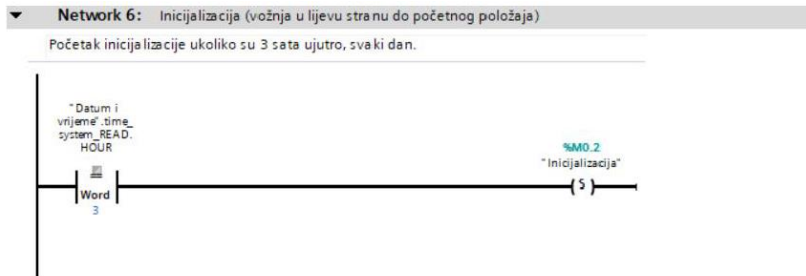 Network 6: Inicijalizacija (vožnja u lijevu stranu do početnog položaja)
Početak inicijalizacije ukoliko su 3 sata ujutro, svaki dan.
"Datum i
vrijeme".time_
system_READ.
HOUR
Word
3
%M0.2
"Inicijalizacija"
S